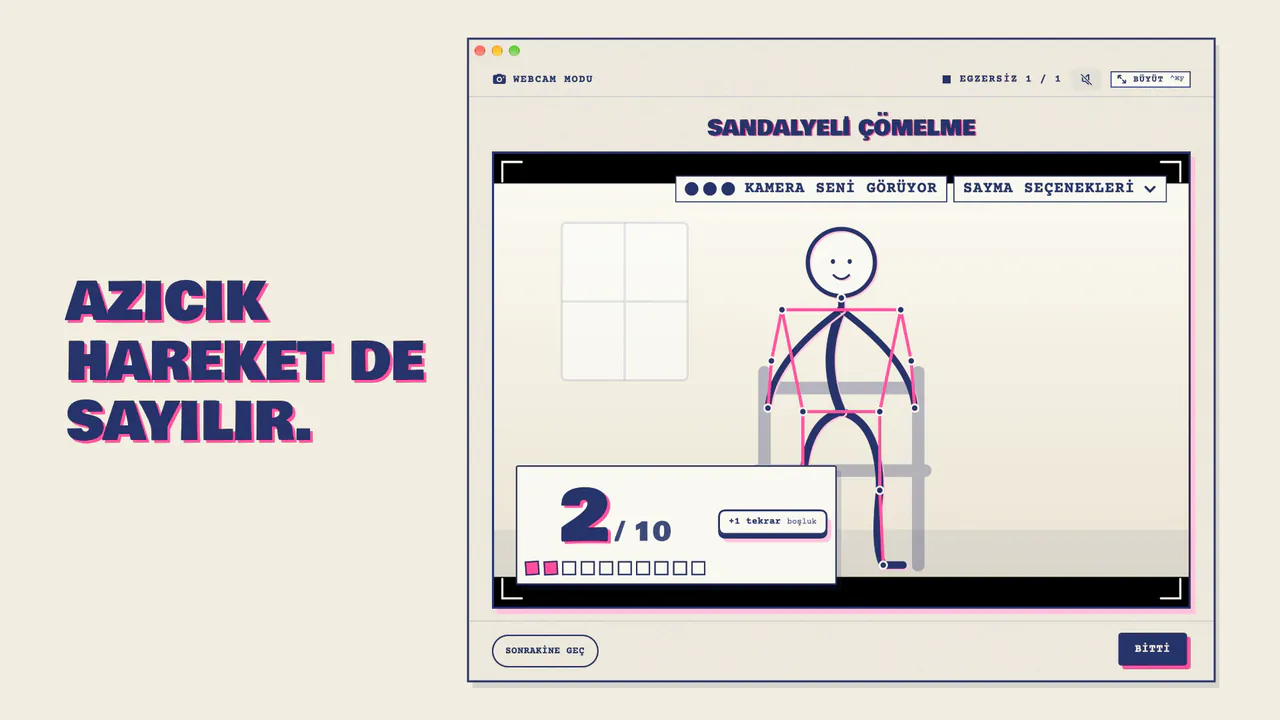 WEBCAM MODU
EGZERSİZ 1 / 1
BÜYÜT ^⌘F
SANDALYELİ ÇÖMELME
KAMERA SENİ GÖRÜYOR
SAYMA SEÇENEKLERİ
AZICIK
HAREKET DE
SAYILIR.
2 / 10
+1 tekrar boşluk
SONRAKİNE GEÇ
BİTTİ